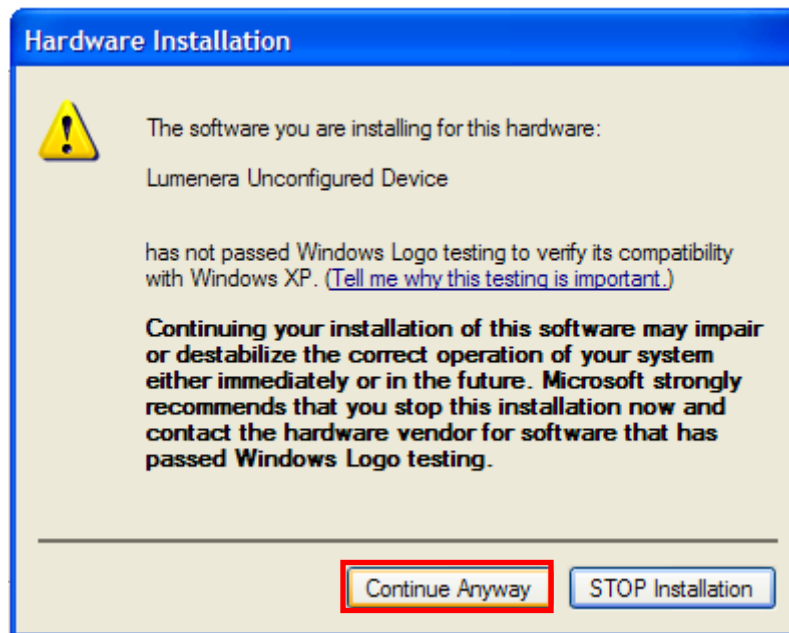 Hardware Installation
The software you are installing for this hardware:
Lumenera Unconfigured Device
has not passed Windows Logo testing to verify its compatibility
with Windows XP. (Tell me why this testing is important.)
Continuing your installation of this software may impair
or destabilize the correct operation of your system
either immediately or in the future. Microsoft strongly
recommends that you stop this installation now and
contact the hardware vendor for software that has
passed Windows Logo testing.
Continue Anyway
STOP Installation